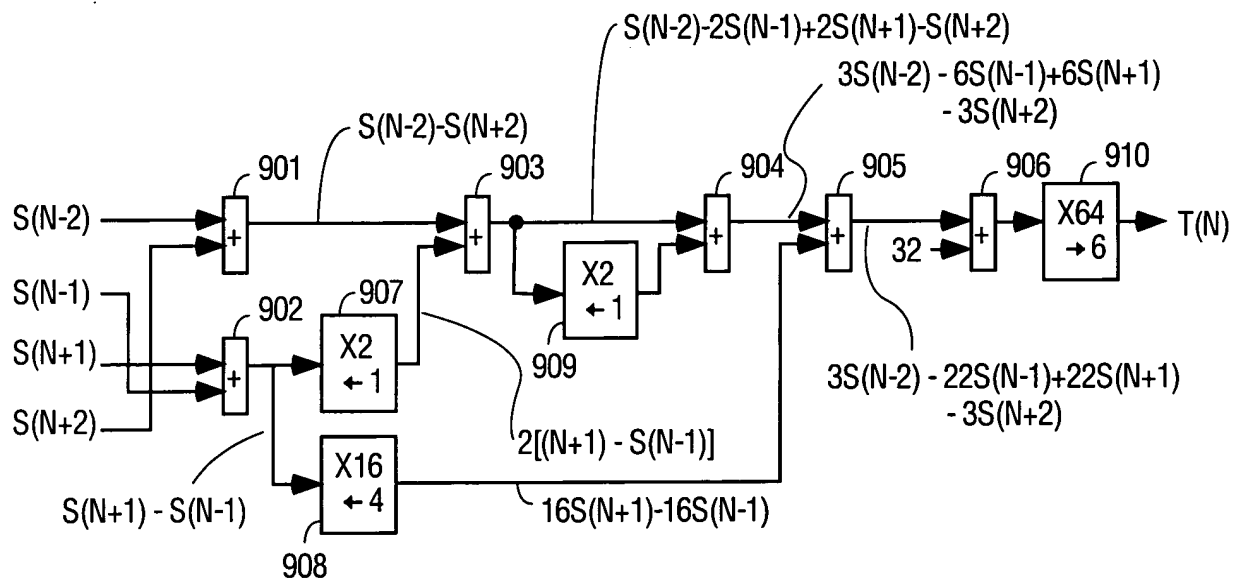 S(N-2)-2S(N-1)+2S(N+1)-S(N+2)
3S(N-2) - 6S(N-1)+6S(N+1)
- 3S(N+2)
S(N-2)-S(N+2)
901
903
904
905
906
910
S(N-2)
+
+
+
+
32
+
X64
→ 6
T(N)
S(N-1)
902
907
X2
← 1
909
S(N+1)
+
X2
← 1
S(N+2)
3S(N-2) - 22S(N-1)+22S(N+1)
- 3S(N+2)
2[(N+1) - S(N-1)]
X16
← 4
S(N+1) - S(N-1)
16S(N+1)-16S(N-1)
908